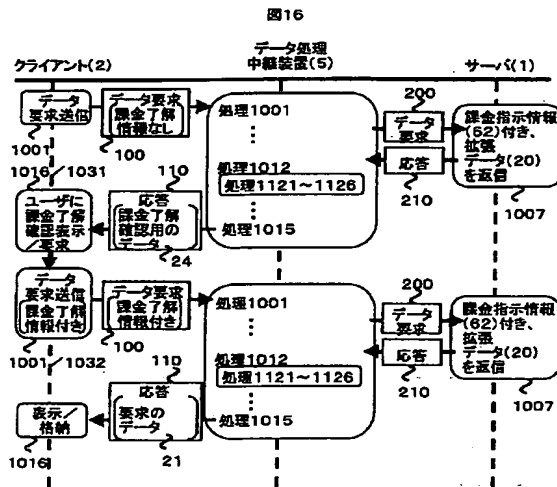 図16
クライアント(2)
データ処理
中継装置(5)
サーバ(1)
データ
要求送信
1001
データ要求
課金了解
情報なし
100
処理1001
処理1012
処理1121~1126
処理1015
200
データ
要求
応答
210
課金指示情報
(62)付き、
拡張
データ(20)
を返信
1007
1016
1031
ユーザに
課金了解
確認表示
/要求
110
応答
課金了解
確認用の
データ
24
データ
要求送信
課金了解
情報付き
1001
データ要求
課金了解
情報付き
100
処理1001
処理1012
処理1121~1126
処理1015
200
データ
要求
応答
210
課金指示情報
(62)付き、
拡張
データ(20)
を返信
1007
1032
110
応答
要求の
データ
21
表示/
格納
1016